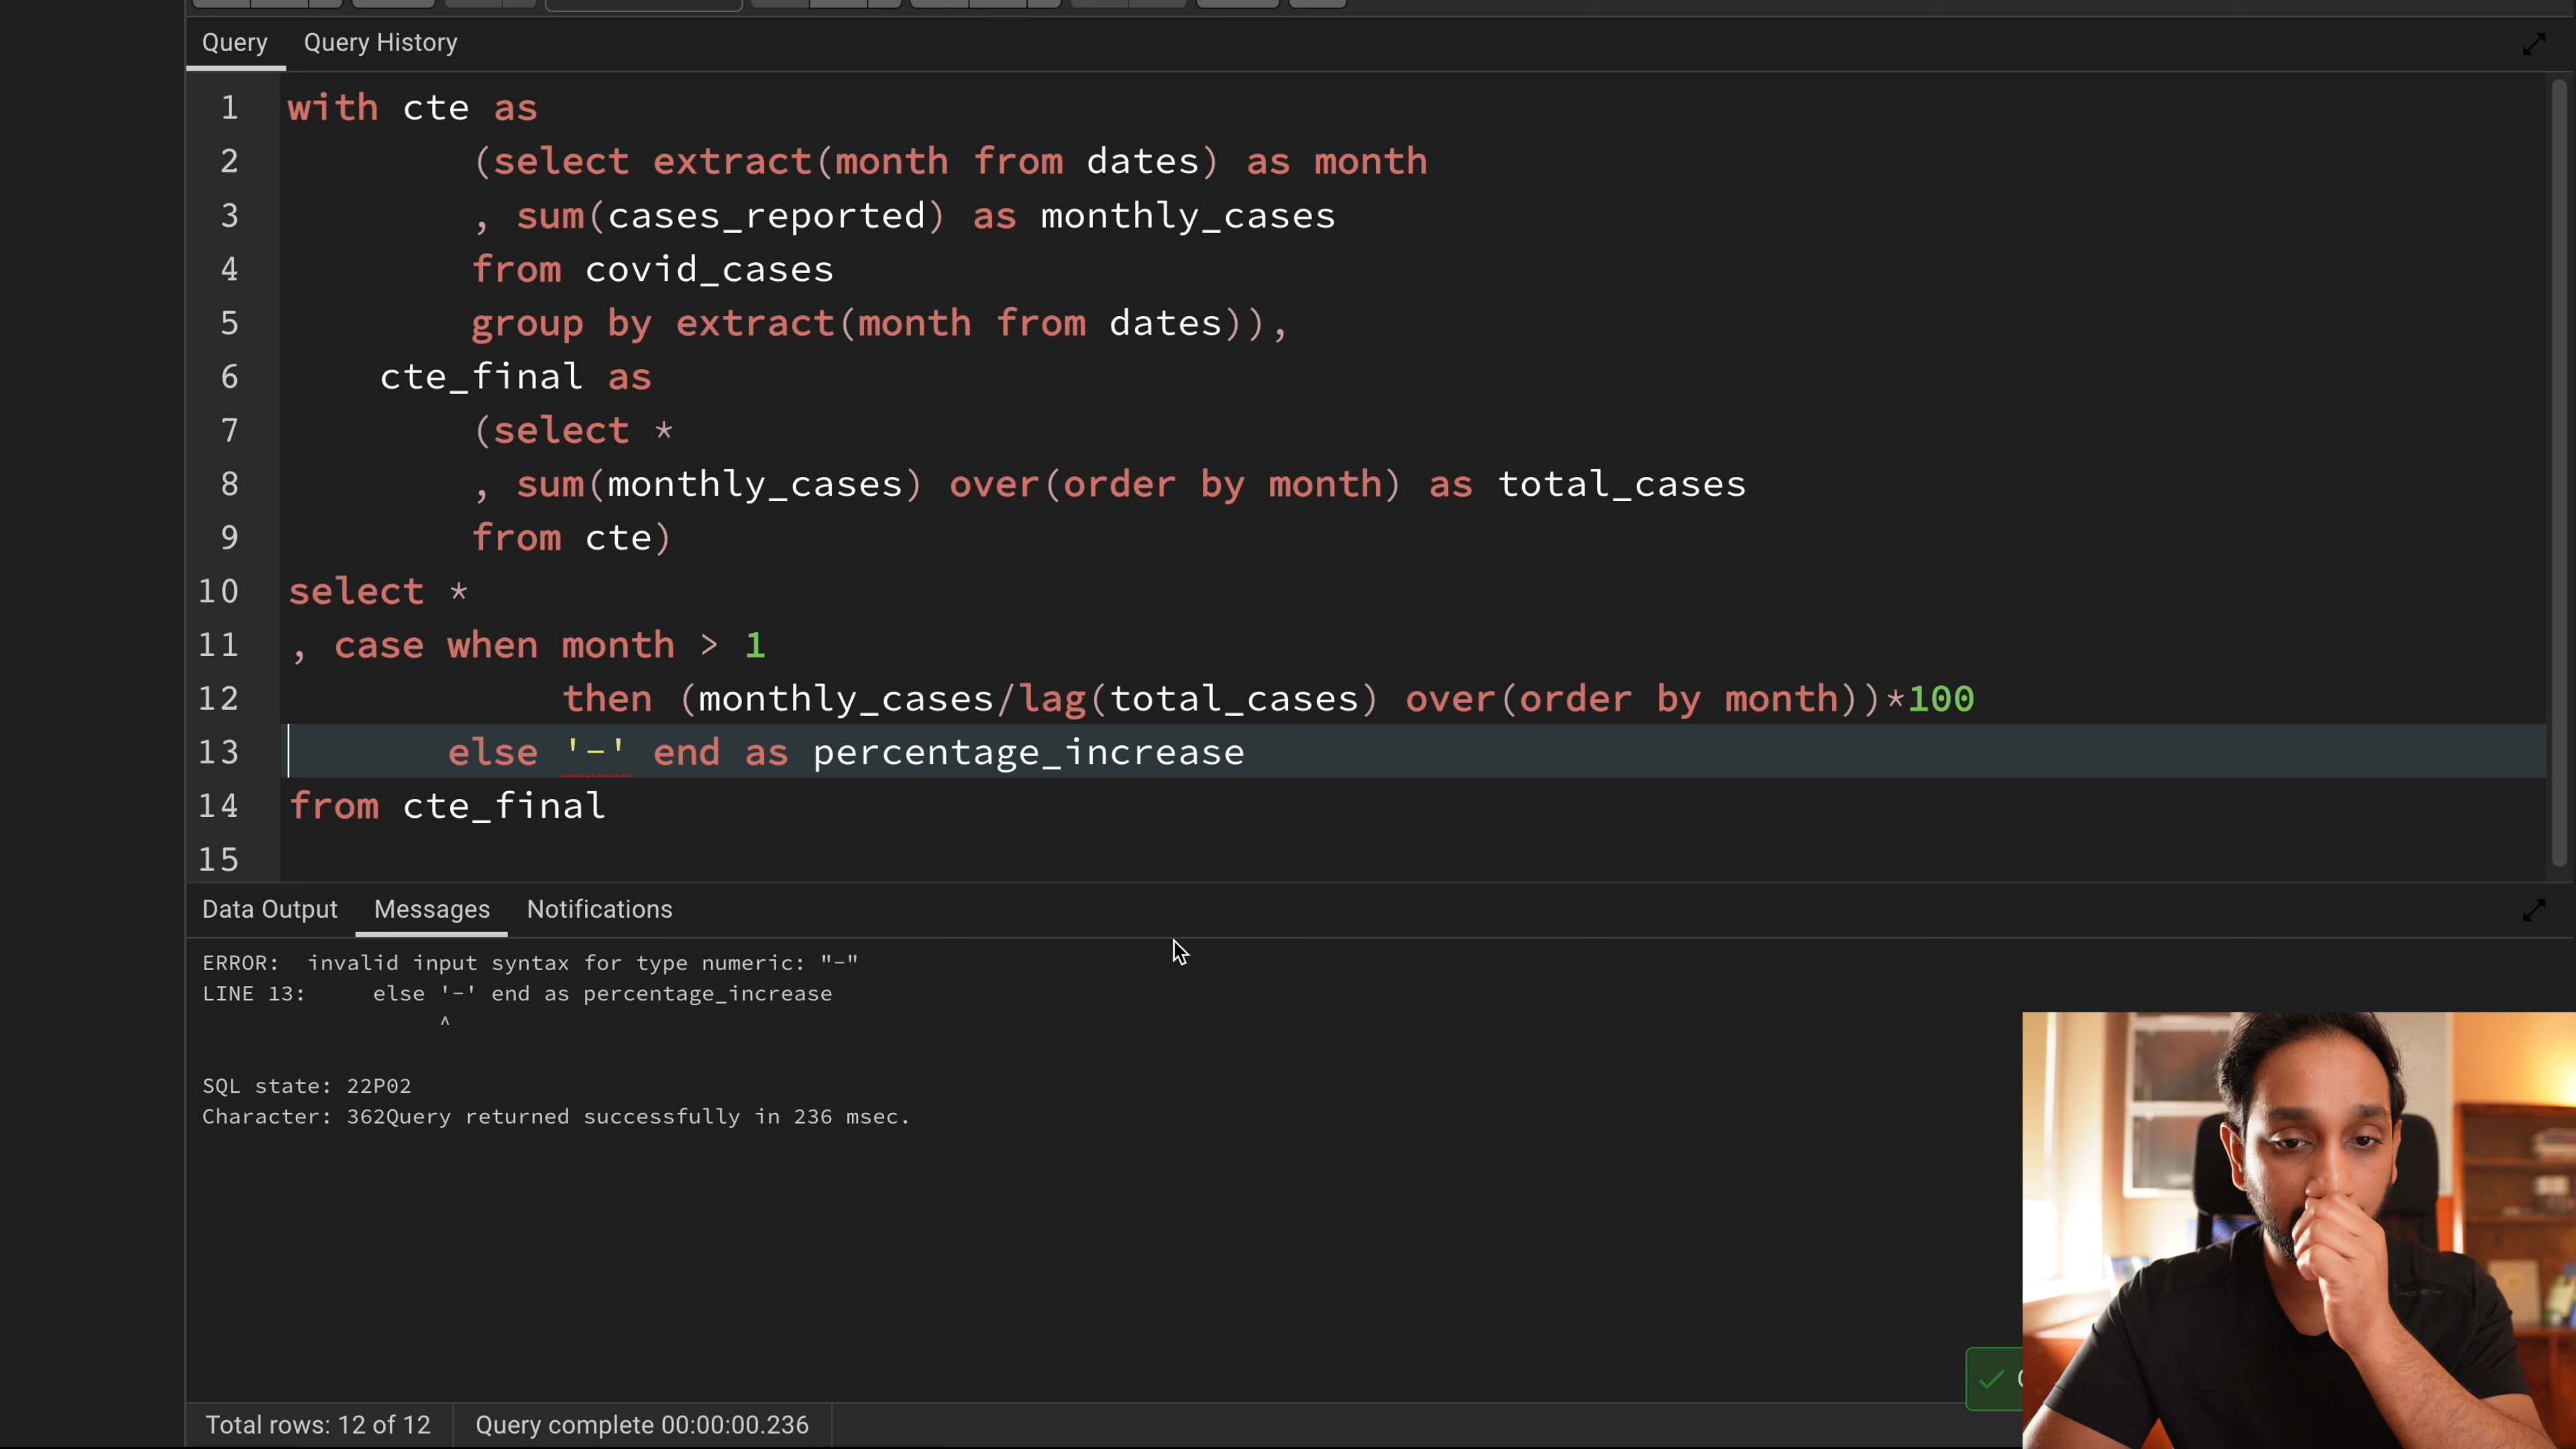 Query Query History
1 with cte as
2 (select extract(month from dates) as month
3 , sum(cases_reported) as monthly_cases
4 from covid_cases
5 group by extract(month from dates)),
6 cte_final as
7 (select *
8 , sum(monthly_cases) over(order by month) as total_cases
9 from cte)
10 select *
11 , case when month > 1
12 then (monthly_cases/lag(total_cases) over(order by month))*100
13 else '-' end as percentage_increase
14 from cte_final
15
Data Output Messages Notifications
ERROR: invalid input syntax for type numeric: "-"
LINE 13: else '-' end as percentage_increase
^
SQL state: 22P02
Character: 362Query returned successfully in 236 msec.
Total rows: 12 of 12 Query complete 00:00:00.236